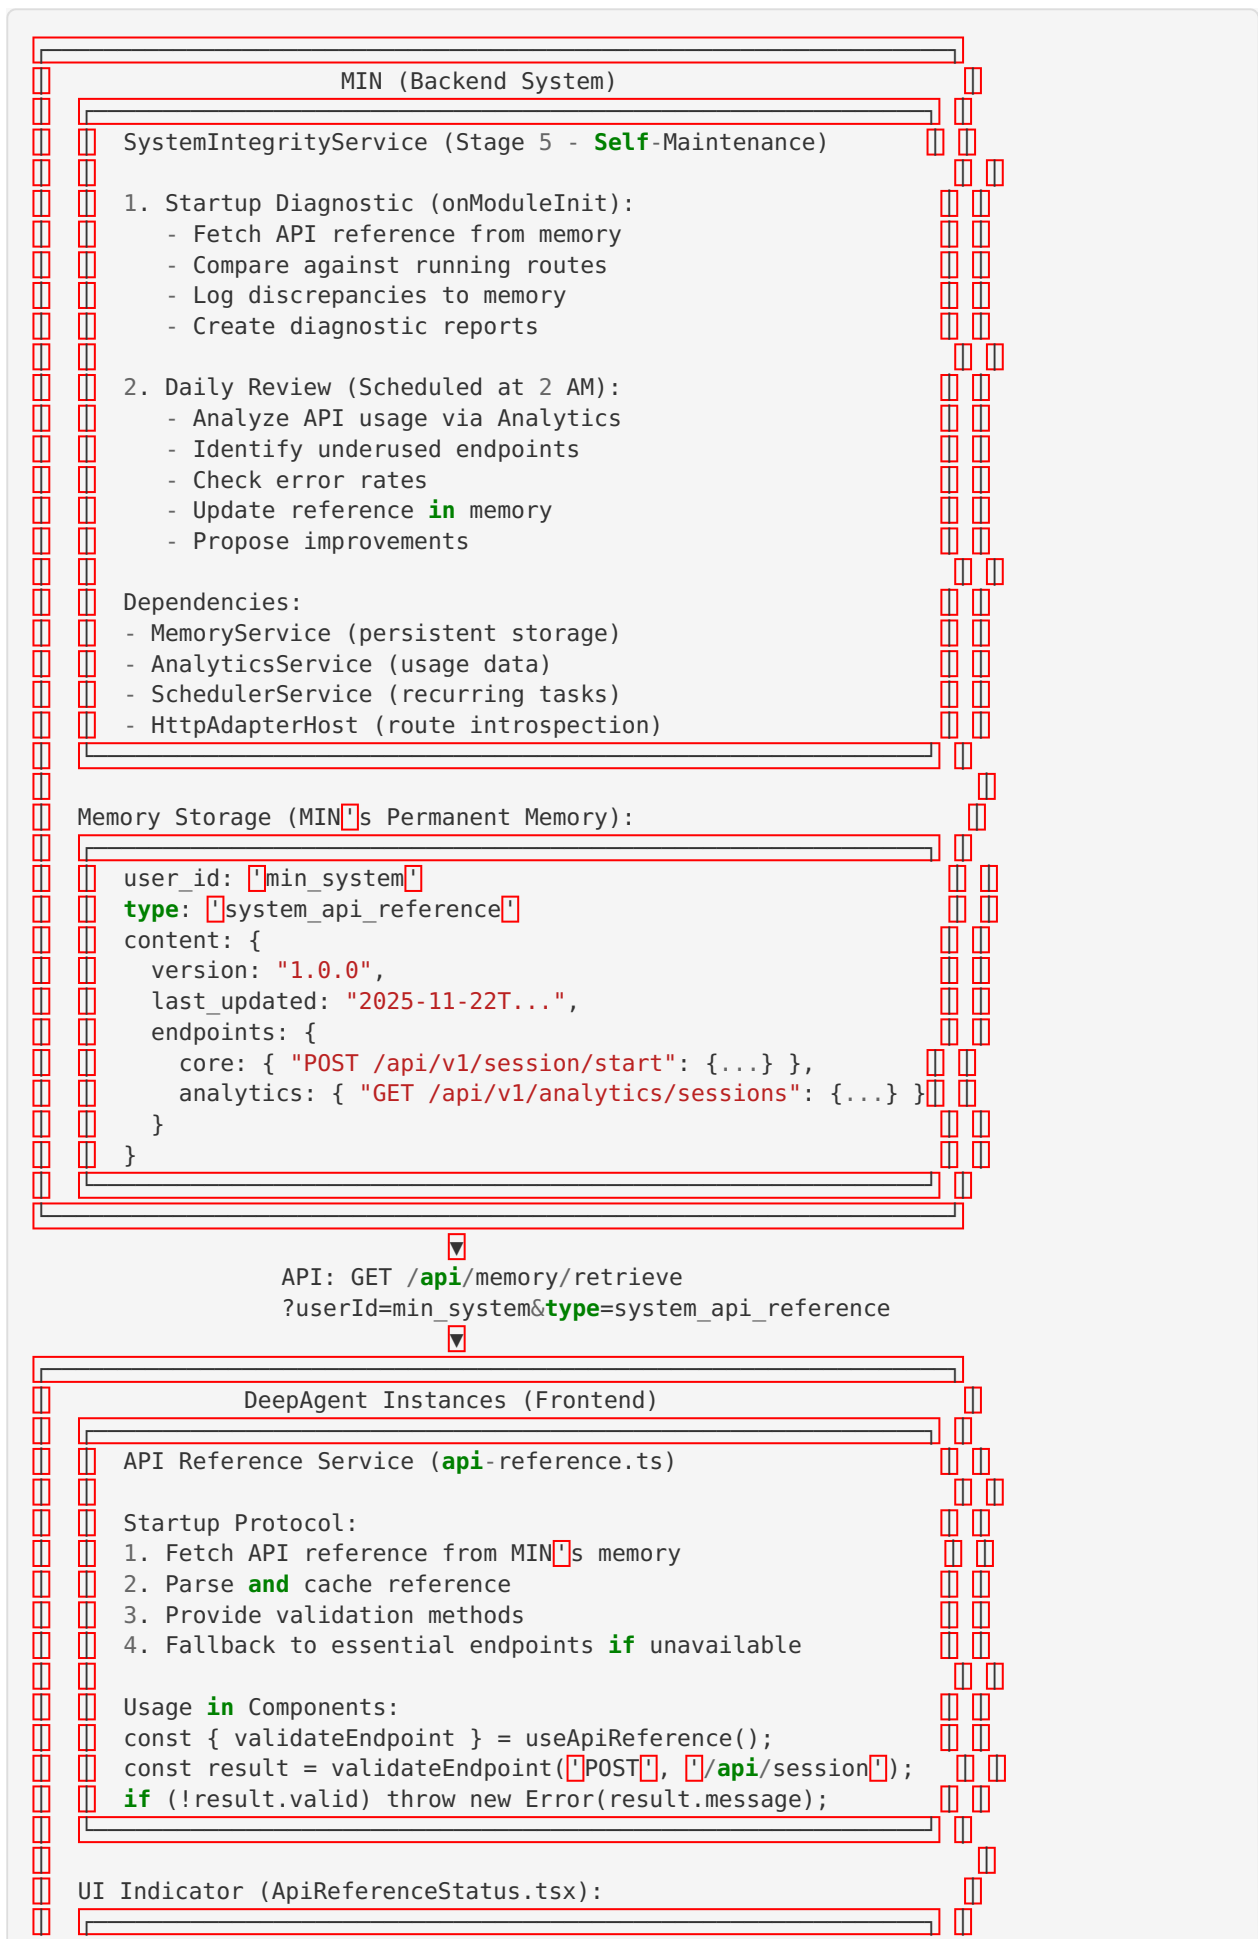 MIN (Backend System)
SystemIntegrityService (Stage 5 - Self-Maintenance)
1. Startup Diagnostic (onModuleInit):
- Fetch API reference from memory
- Compare against running routes
- Log discrepancies to memory
- Create diagnostic reports
2. Daily Review (Scheduled at 2 AM):
- Analyze API usage via Analytics
- Identify underused endpoints
- Check error rates
- Update reference in memory
- Propose improvements
Dependencies:
- MemoryService (persistent storage)
- AnalyticsService (usage data)
- SchedulerService (recurring tasks)
- HttpAdapterHost (route introspection)
Memory Storage (MIN's Permanent Memory):
user_id: 'min_system'
type: 'system_api_reference'
content: {
version: "1.0.0",
last_updated: "2025-11-22T...",
endpoints: {
core: { "POST /api/v1/session/start": {...} },
analytics: { "GET /api/v1/analytics/sessions": {...} }
}
}
▼
API: GET /api/memory/retrieve
?userId=min_system&type=system_api_reference
▼
DeepAgent Instances (Frontend)
API Reference Service (api-reference.ts)
Startup Protocol:
1. Fetch API reference from MIN's memory
2. Parse and cache reference
3. Provide validation methods
4. Fallback to essential endpoints if unavailable
Usage in Components:
const { validateEndpoint } = useApiReference();
const result = validateEndpoint('POST', '/api/session');
if (!result.valid) throw new Error(result.message);
UI Indicator (ApiReferenceStatus.tsx):